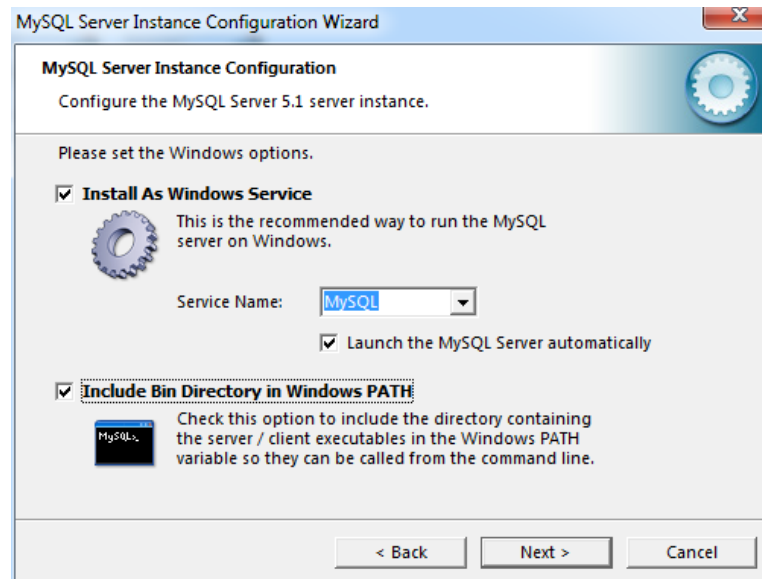 MySQL Server Instance Configuration Wizard
X
MySQL Server Instance Configuration
Configure the MySQL Server 5.1 server instance.
Please set the Windows options.
Install As Windows Service
This is the recommended way to run the MySQL
server on Windows.
Service Name: MySQL
Launch the MySQL Server automatically
Include Bin Directory in Windows PATH
MySQL>_
Check this option to include the directory containing
the server / client executables in the Windows PATH
variable so they can be called from the command line.
< Back Next > Cancel